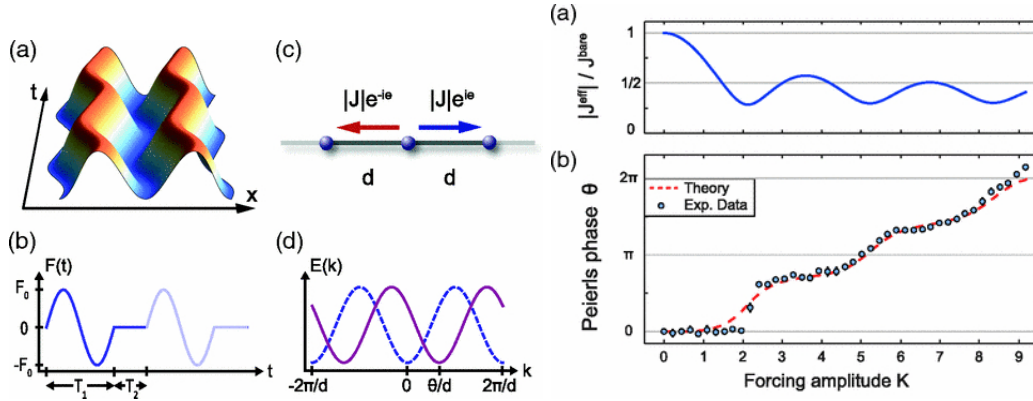 (a)
t
x
(c)
|J|e^-iθ |J|e^iθ
d d
(b)
F(t)
F₀
0
-F₀
T₁ T₂
t
(d)
E(k)
-2π/d 0 θ/d 2π/d
k
(a)
|J^eff| / J^bare
1
1/2
0
(b)
Peierls phase θ
2π
π
0
Theory
Exp. Data
0 1 2 3 4 5 6 7 8 9
Forcing amplitude K